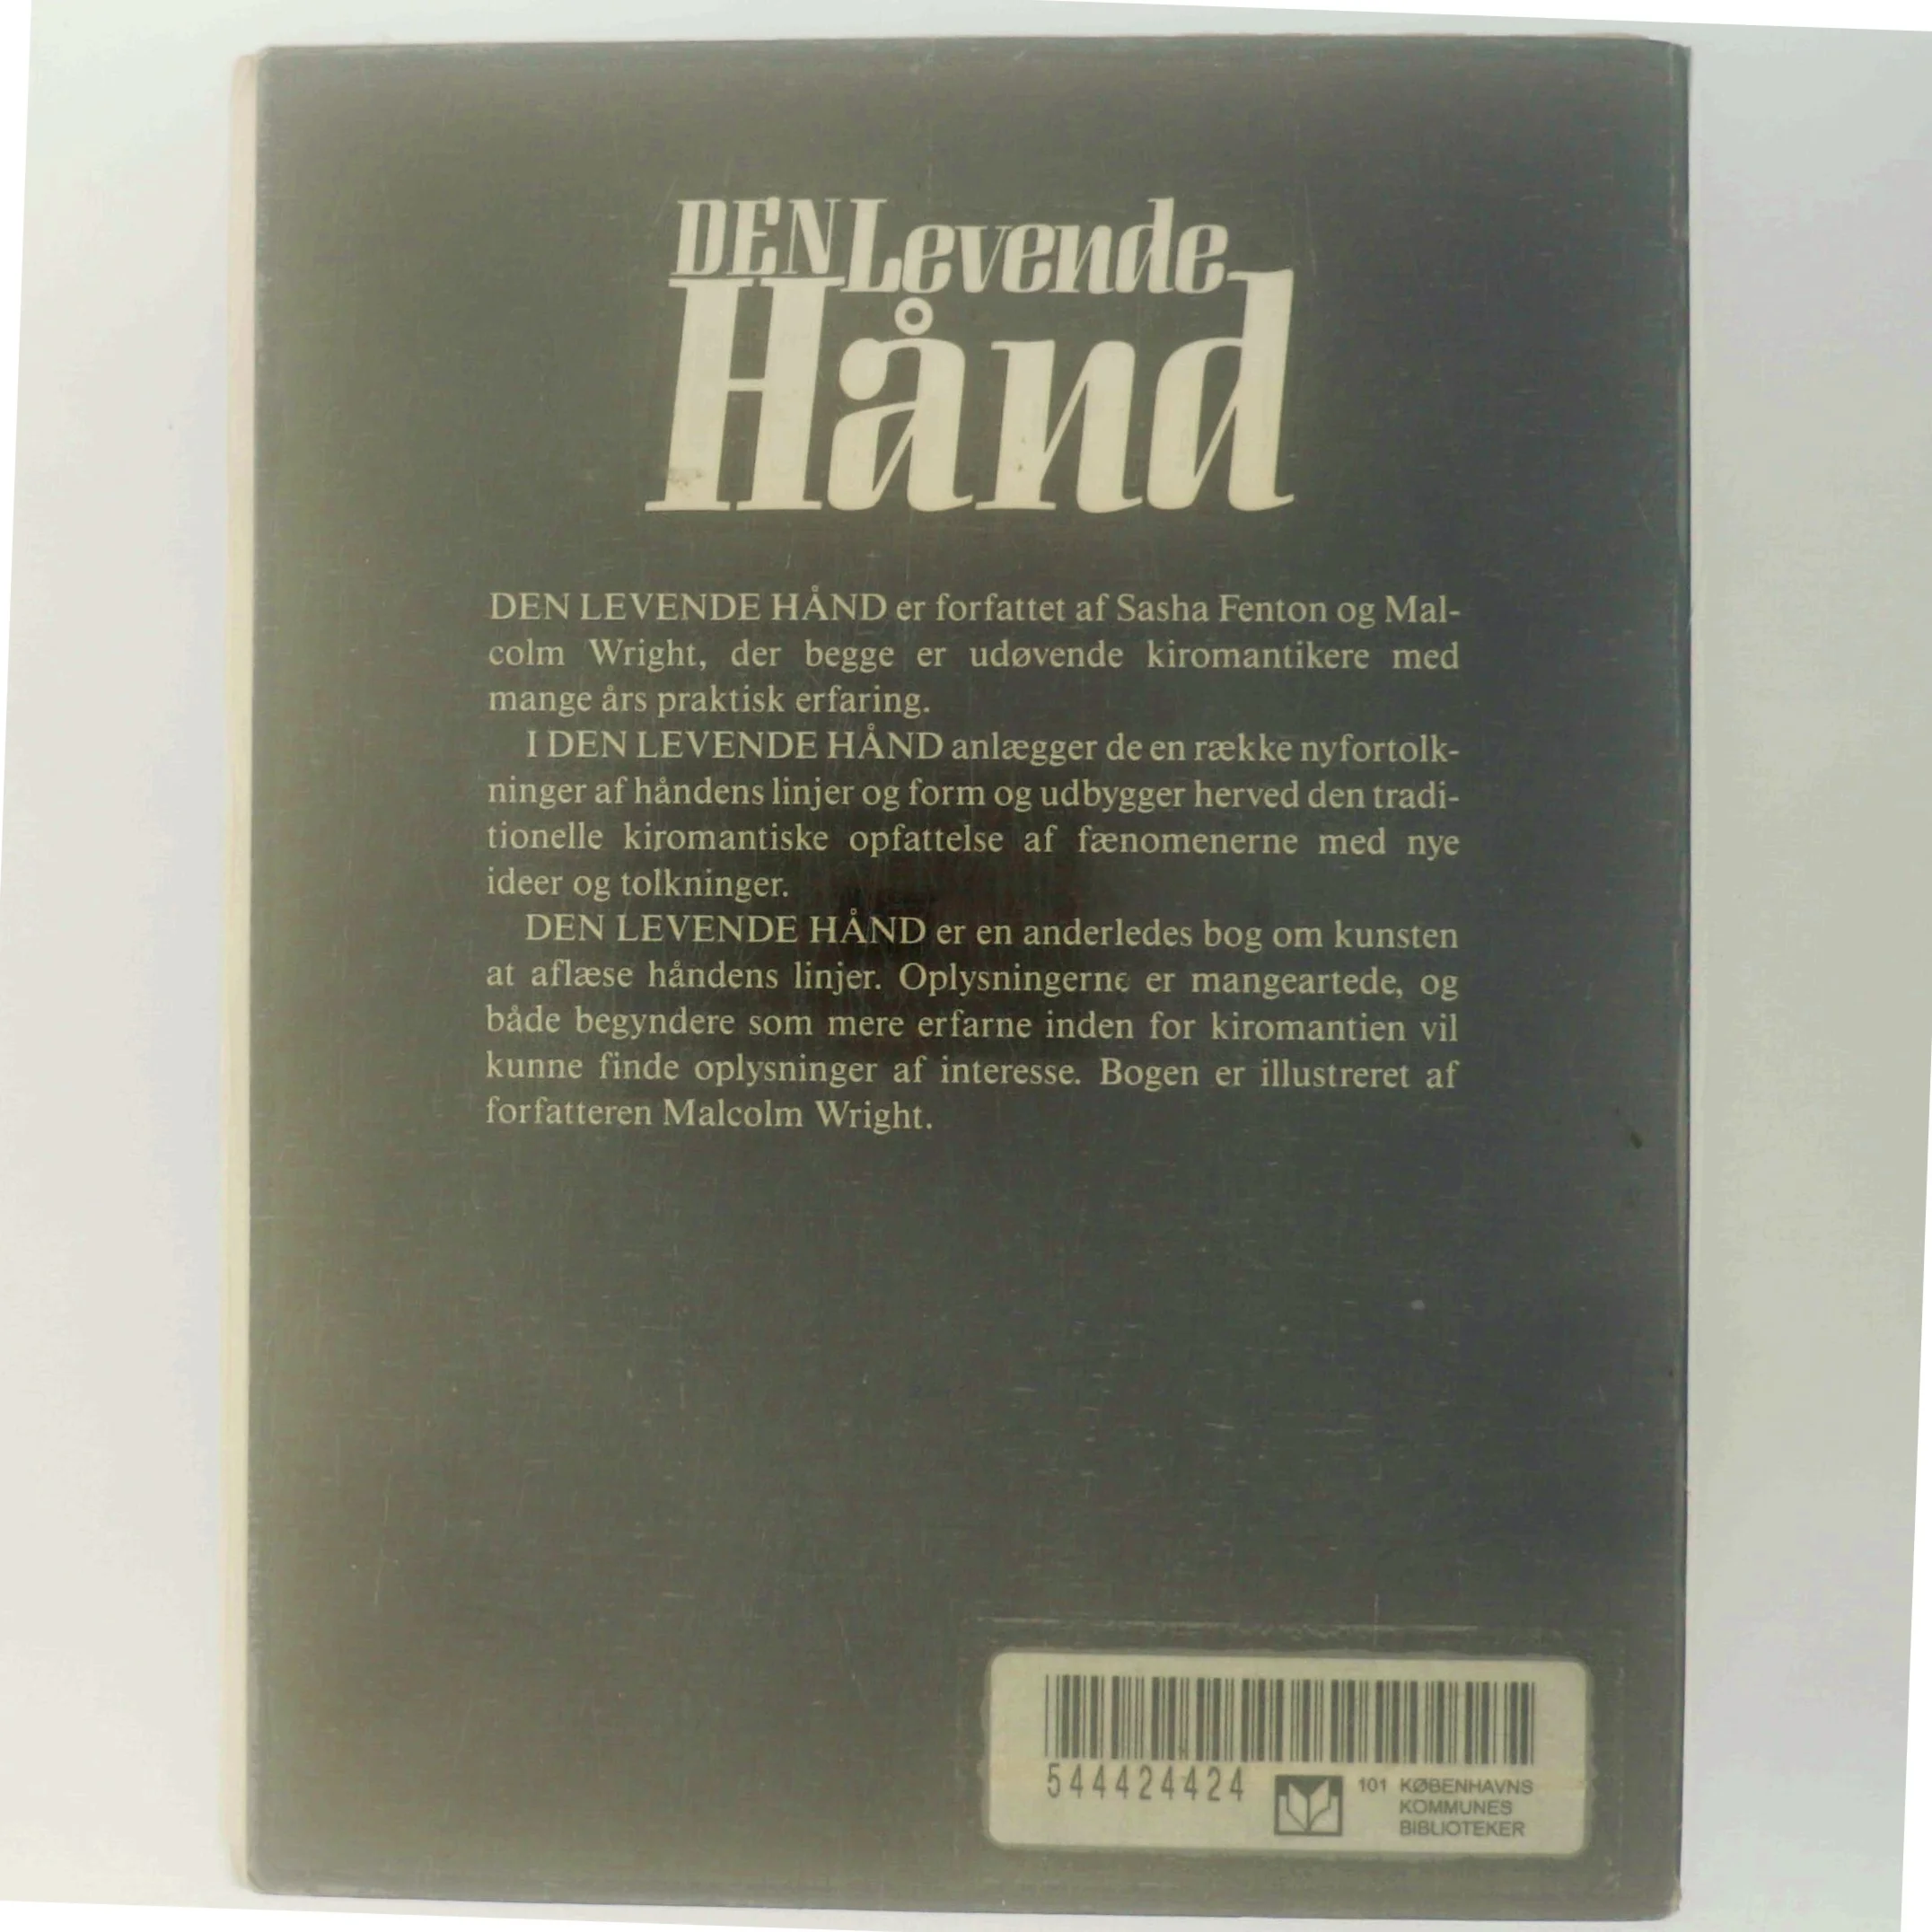 DEN Levende
Hånd
DEN LEVENDE HÅND er forfattet af Sasha Fenton og Mal-
colm Wright, der begge er udøvende kiromantikere med
mange års praktisk erfaring.
I DEN LEVENDE HÅND anlægger de en række nyfortolk-
ninger af håndens linjer og form og udbygger herved den tradi-
tionelle kiromantiske opfattelse af fænomenerne med nye
ideer og tolkninger.
DEN LEVENDE HÅND er en anderledes bog om kunsten
at aflæse håndens linjer. Oplysningerne er mangeartede, og
både begyndere som mere erfarne inden for kiromantien vil
kunne finde oplysninger af interesse. Bogen er illustreret af
forfatteren Malcolm Wright.
544424424
101 KØBENHAVNS
KOMMUNES
BIBLIOTEKER